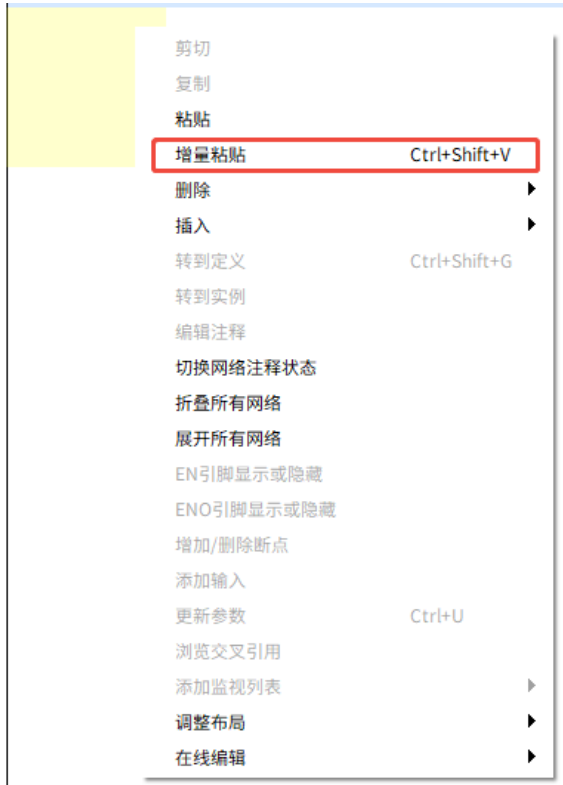 剪切
复制
粘贴
增量粘贴 Ctrl+Shift+V
删除
插入
转到定义 Ctrl+Shift+G
转到实例
编辑注释
切换网络注释状态
折叠所有网络
展开所有网络
EN引脚显示或隐藏
ENO引脚显示或隐藏
增加/删除断点
添加输入
更新参数 Ctrl+U
浏览交叉引用
添加监视列表
调整布局
在线编辑